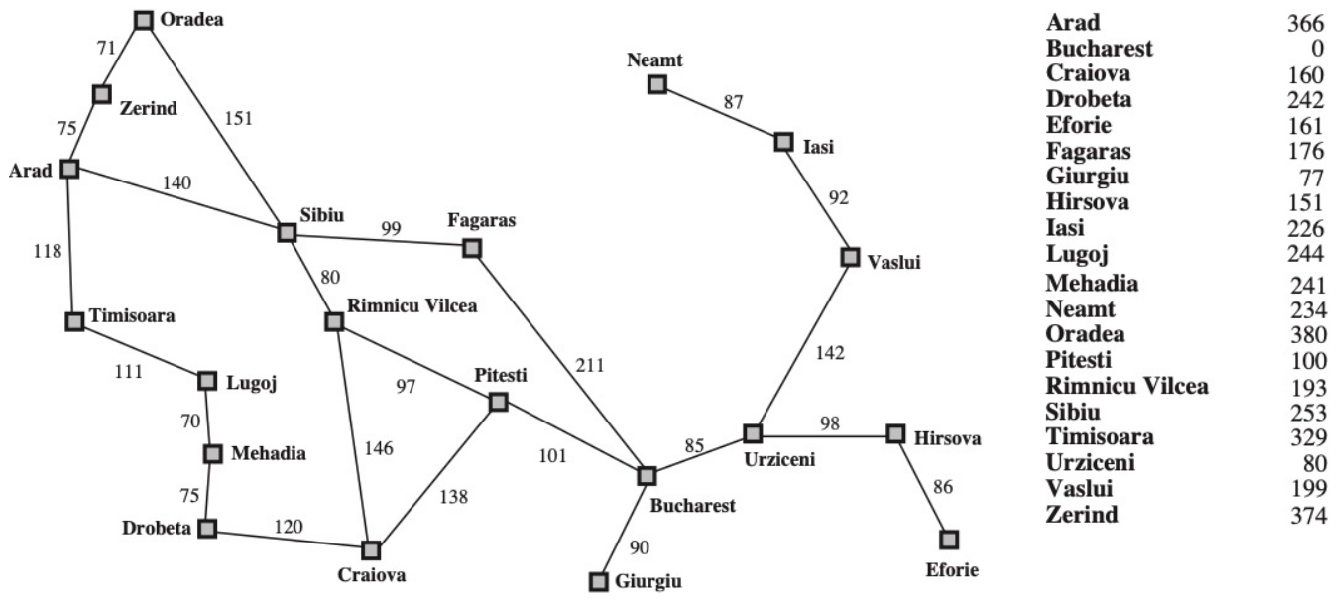 Oradea
71
Neamt
Zerind
87
151
75
Iasi
Arad
140
92
Sibiu
Fagaras
99
118
Vaslui
80
Timisoara
Rimnicu Vilcea
142
111
211
Lugoj
97
Pitesti
70
98
Hirsova
85
Mehadia
146
101
Urziceni
86
75
138
Bucharest
Drobeta
120
90
Craiova
Giurgiu
Eforie
Arad 366
Bucharest 0
Craiova 160
Drobeta 242
Eforie 161
Fagaras 176
Giurgiu 77
Hirsova 151
Iasi 226
Lugoj 244
Mehadia 241
Neamt 234
Oradea 380
Pitesti 100
Rimnicu Vilcea 193
Sibiu 253
Timisoara 329
Urziceni 80
Vaslui 199
Zerind 374